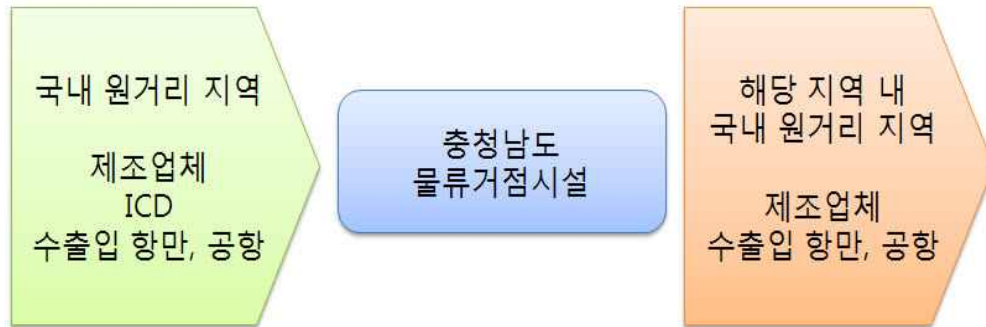 국내 원거리 지역
제조업체
ICD
수출입 항만, 공항
충청남도
물류거점시설
해당 지역 내
국내 원거리 지역
제조업체
수출입 항만, 공항